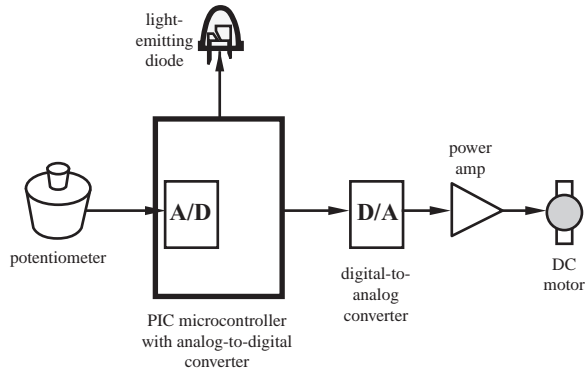 light-
emitting
diode
power
amp
A/D
D/A
potentiometer
digital-to-
analog
converter
DC
motor
PIC microcontroller
with analog-to-digital
converter